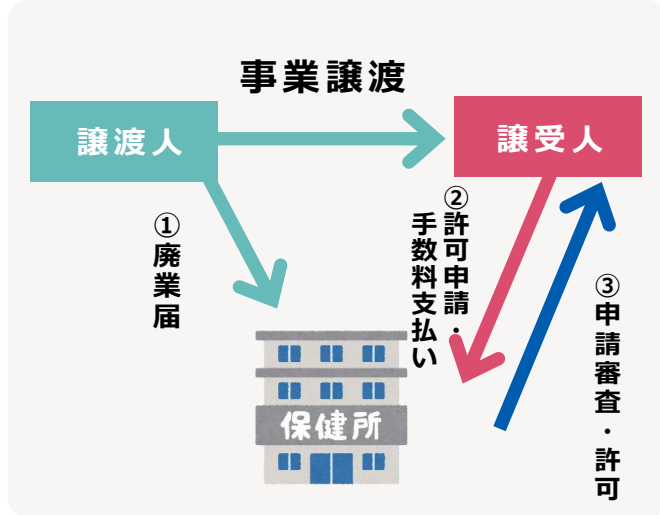 事業譲渡
譲渡人
譲受人
①廃業届
②許可申請・
手数料支払い
③申請審査・許可
保健所